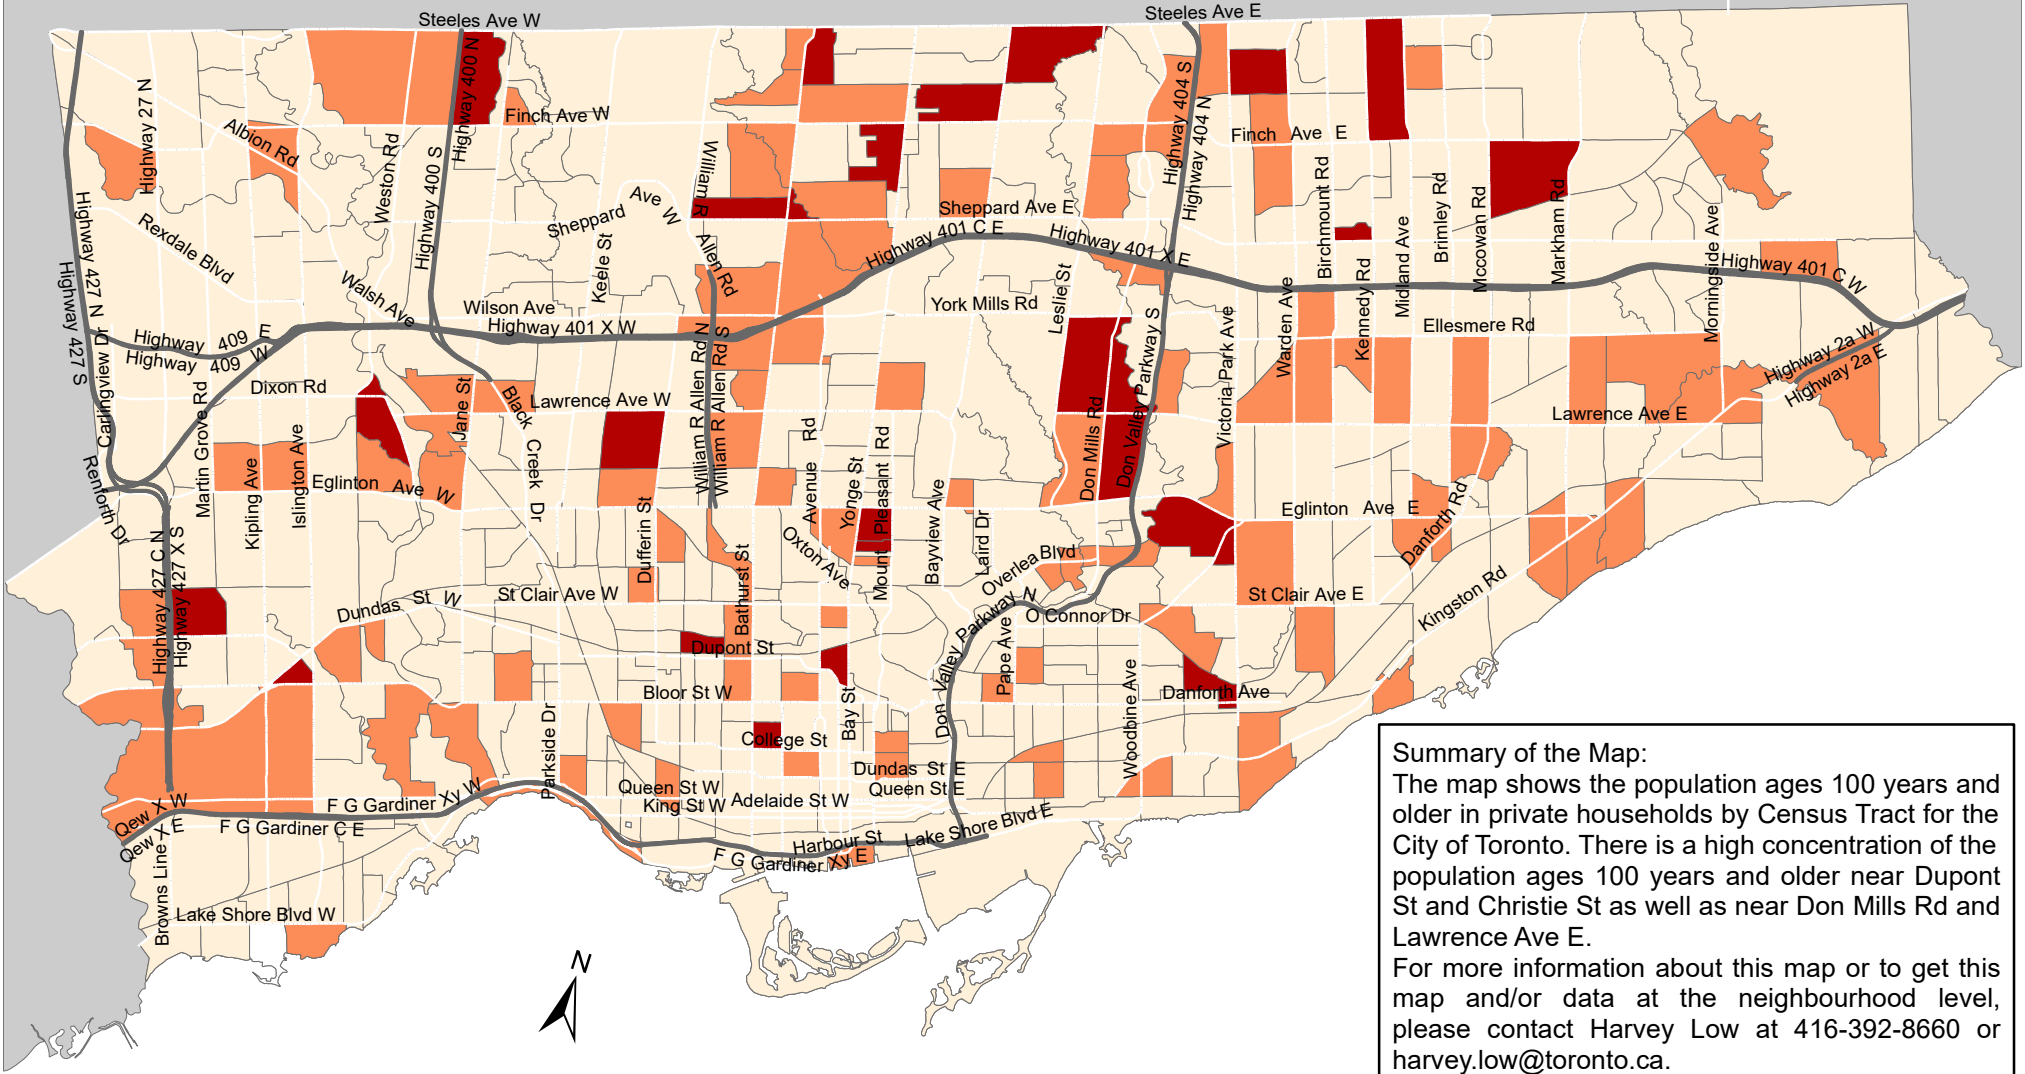 Steeles Ave W
Steeles Ave E
Highway 27 N
Albion Rd
Weston Rd
Highway 400 N
Highway 400 S
Finch Ave W
William R
Allen Rd
Highway 404 S
Highway 404 N
Finch Ave E
Highway 427 N
Highway 427 S
Rexdale Blvd
Walsh Ave
Sheppard Ave W
Keele St
Wilson Ave
Highway 401 X W
Sheppard Ave E
Highway 401 C E
Highway 401 X E
Leslie St
York Mills Rd
Birchmount Rd
Kennedy Rd
Midland Ave
Brimley Rd
Mccowan Rd
Markham Rd
Morningside Ave
Highway 401 C W
Ellesmere Rd
Warden Ave
Victoria Park Ave
Highway 2a W
Highway 2a E
Highway 427 N
Highway 427 S
Highway 409 E
Highway 409 W
Carlingview Dr
Dixon Rd
Martin Grove Rd
Jane St
Black Creek Dr
Lawrence Ave W
William R Allen Rd N
William R Allen Rd S
Don Mills Rd
Don Valley Parkway S
Lawrence Ave E
Renforth Dr
Kipling Ave
Islington Ave
Eglinton Ave W
Dufferin St
Avenue Rd
Yonge St
Mount Pleasant Rd
Oxton Ave
Bayview Ave
Laird Dr
Overlea Blvd
Eglinton Ave E
Danforth Rd
Kingston Rd
Highway 427 C N
Highway 427 X S
Dundas St W
St Clair Ave W
Bathurst St
Dupont St
Don Valley Parkway N
O Connor Dr
Pape Ave
St Clair Ave E
Bloor St W
Bay St
Woodbine Ave
Danforth Ave
Parkside Dr
College St
Dundas St E
Queen St E
Queen St W
King St W
Adelaide St W
Qew X W
Qew X E
F G Gardiner Xy W
F G Gardiner C E
Harbour St
Lake Shore Blvd E
F G Gardiner Xy E
Browns Line
Lake Shore Blvd W
N
Summary of the Map:
The map shows the population ages 100 years and
older in private households by Census Tract for the
City of Toronto. There is a high concentration of the
population ages 100 years and older near Dupont
St and Christie St as well as near Don Mills Rd and
Lawrence Ave E.
For more information about this map or to get this
map and/or data at the neighbourhood level,
please contact Harvey Low at 416-392-8660 or
harvey.low@toronto.ca.